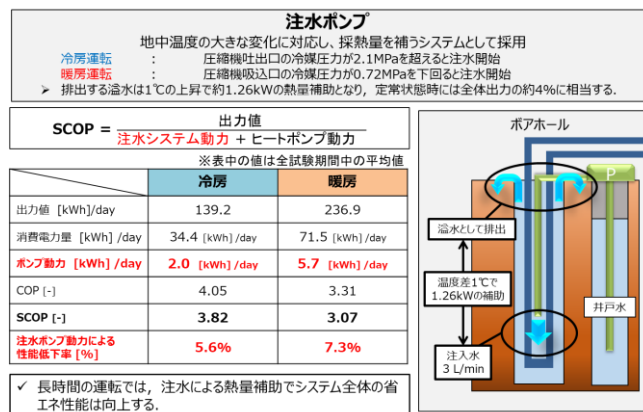 注水ポンプ
地中温度の大きな変化に対応し、採熱量を補うシステムとして採用
冷房運転 : 圧縮機吐出口の冷媒圧力が2.1MPaを超えると注水開始
暖房運転 : 圧縮機吸込口の冷媒圧力が0.72MPaを下回ると注水開始
➤ 排出する溢水は1℃の上昇で約1.26kWの熱量補助となり，定常状態時には全体出力の約4%に相当する.
SCOP = 出力値
注水システム動力 + ヒートポンプ動力
※表中の値は全試験期間中の平均値
冷房 暖房
出力値 [kWh]/day 139.2 236.9
消費電力量 [kWh] /day 34.4 [kWh] /day 71.5 [kWh] /day
ポンプ動力 [kWh] /day 2.0 [kWh] /day 5.7 [kWh] /day
COP [-] 4.05 3.31
SCOP [-] 3.82 3.07
注水ポンプ動力による
性能低下率 [%] 5.6% 7.3%
✓ 長時間の運転では，注水による熱量補助でシステム全体の省
エネ性能は向上する.
ボアホール
P
溢水として排出
温度差1℃で
1.26kWの補助
井戸水
注入水
3 L/min